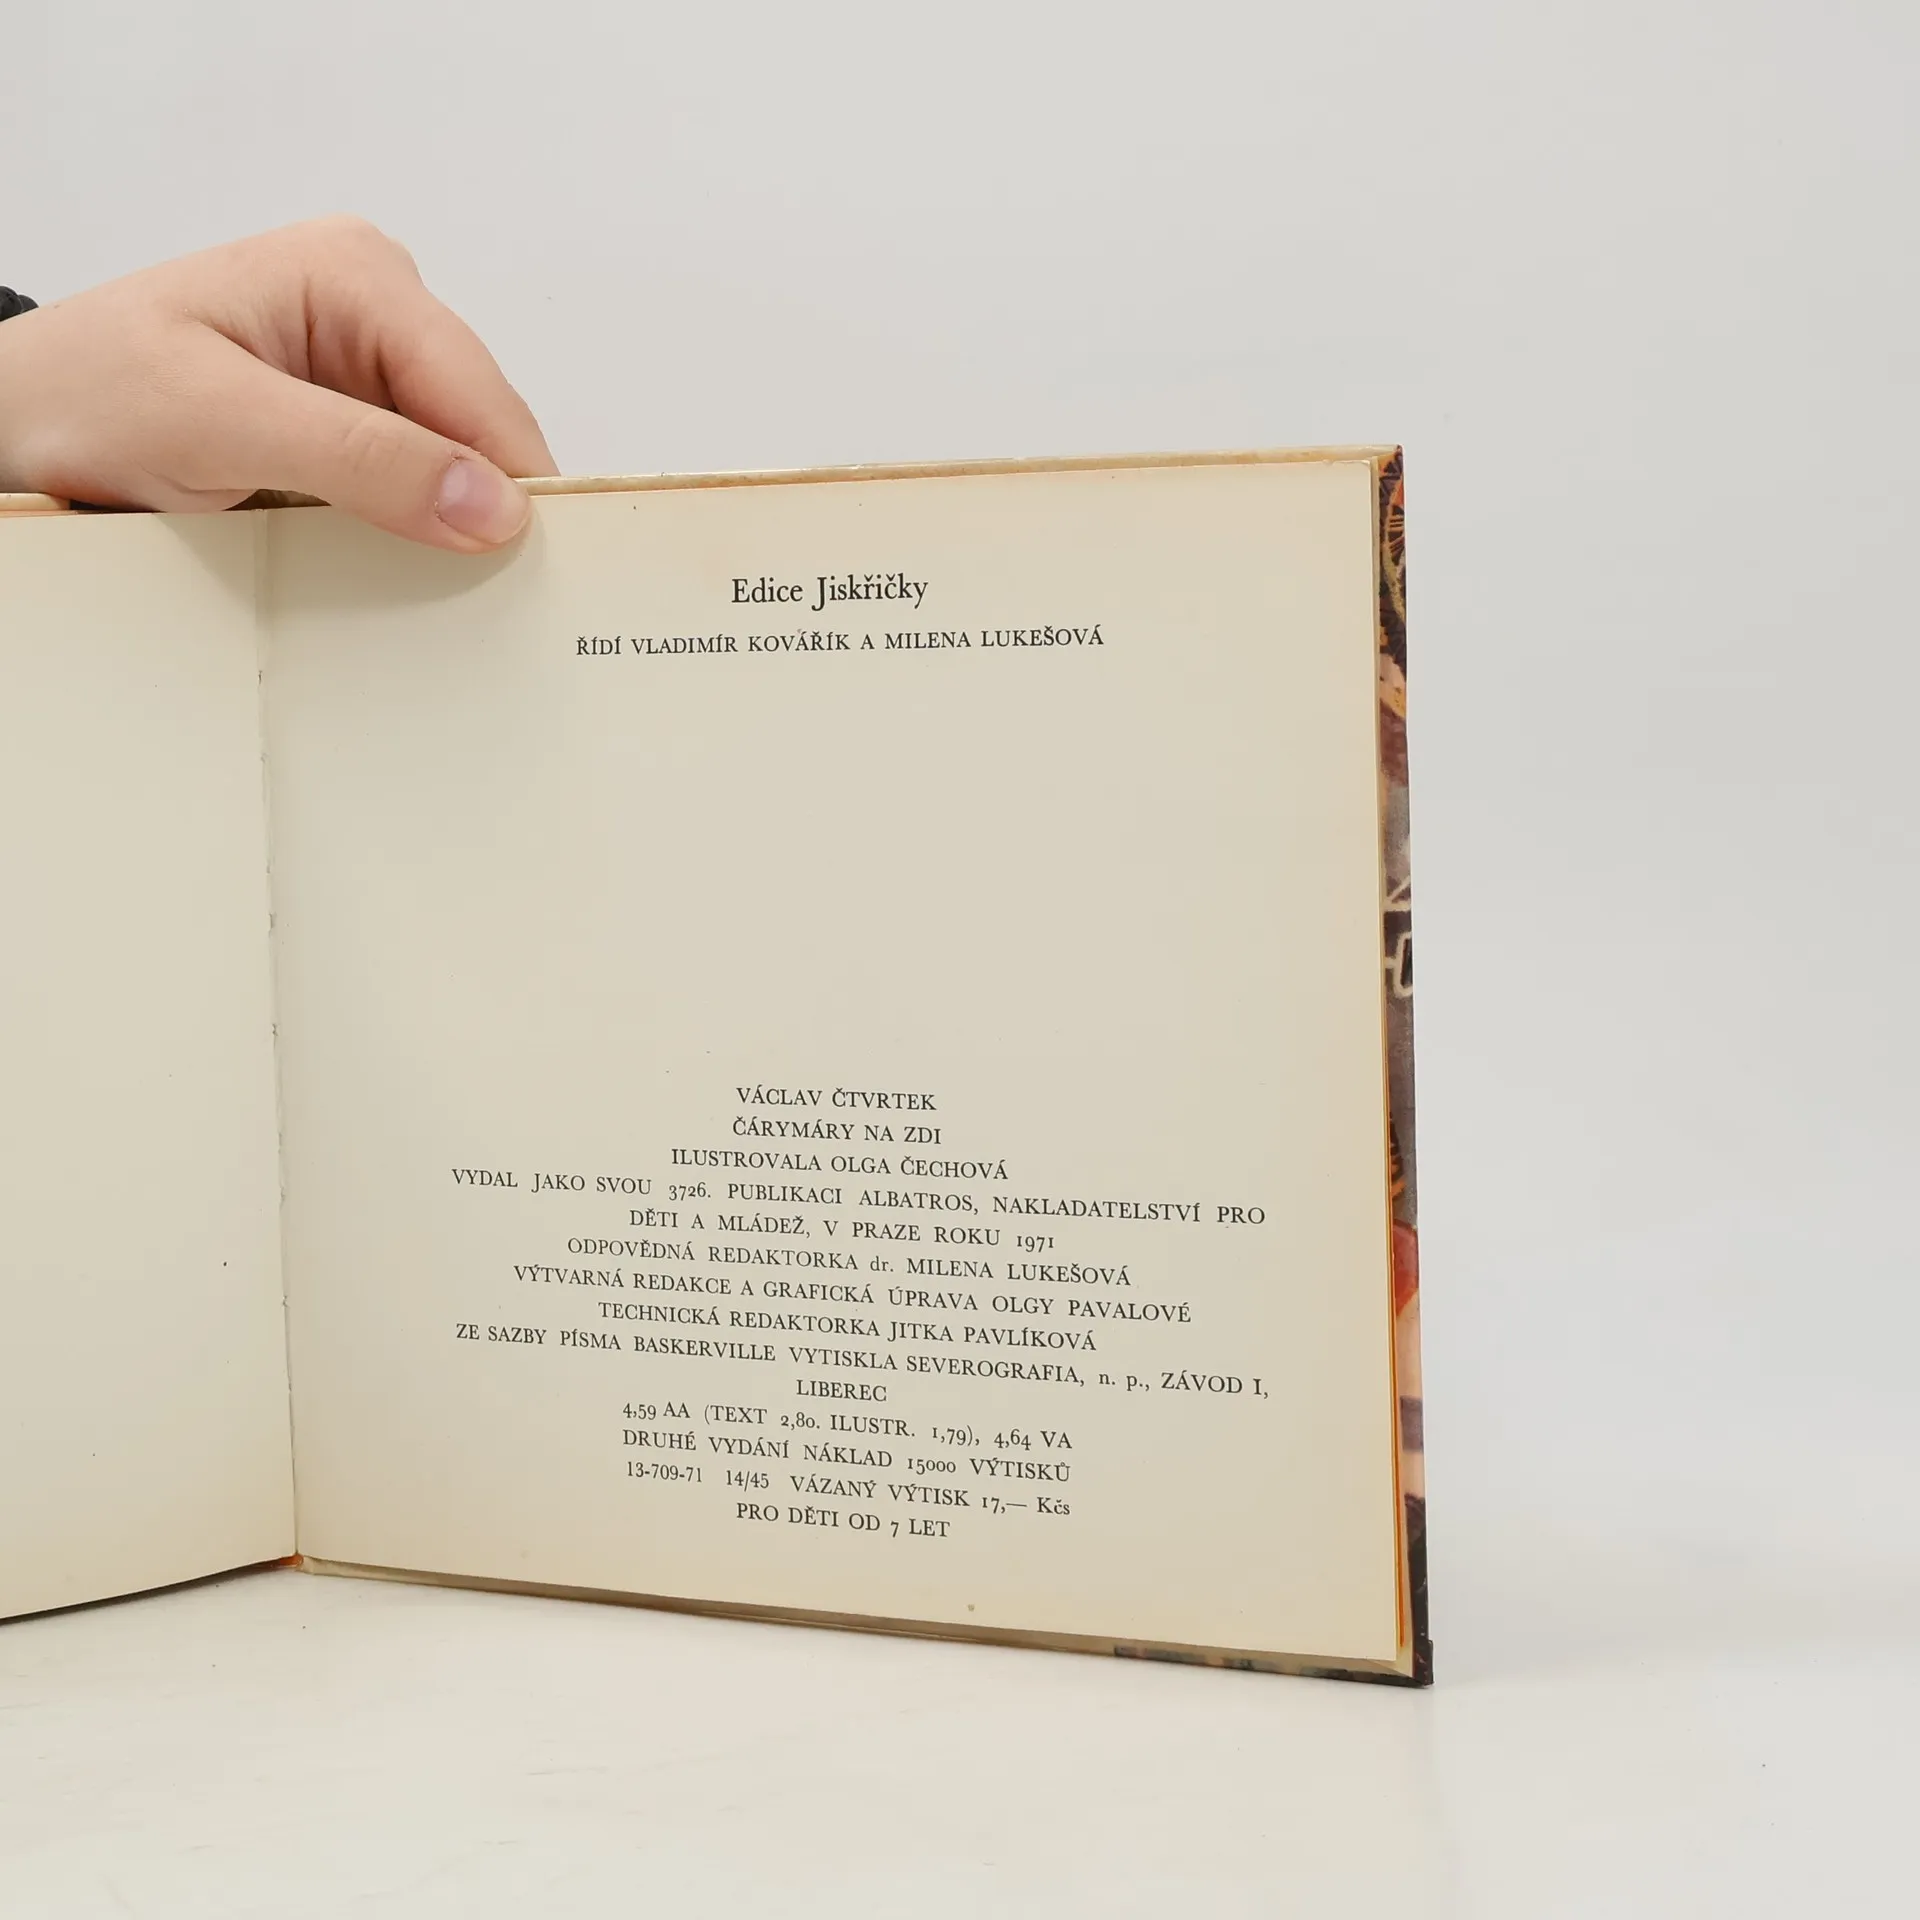 Edice Jiskřičky
ŘÍDÍ VLADIMÍR KOVÁŘÍK A MILENA LUKEŠOVÁ
VÁCLAV ČTVRTEK
ČÁRYMÁRY NA ZDI
ILUSTROVALA OLGA ČECHOVÁ
VYDAL JAKO SVOU 3726. PUBLIKACI ALBATROS, NAKLADATELSTVÍ PRO
DĚTI A MLÁDEŽ, V PRAZE ROKU 1971
ODPOVĚDNÁ REDAKTORKA dr. MILENA LUKEŠOVÁ
VÝTVARNÁ REDAKCE A GRAFICKÁ ÚPRAVA OLGY PAVALOVÉ
TECHNICKÁ REDAKTORKA JITKA PAVLÍKOVÁ
ZE SAZBY PÍSMA BASKERVILLE VYTISKLA SEVEROGRAFIA, n. p., ZÁVOD 1,
LIBEREC
4,59 AA (TEXT 2,80. ILUSTR. 1,79), 4,64 VA
DRUHÉ VYDÁNÍ NÁKLAD 15000 VÝTISKŮ
13-709-71 14/45 VÁZANÝ VÝTISK 17,— Kčs
PRO DĚTI OD 7 LET